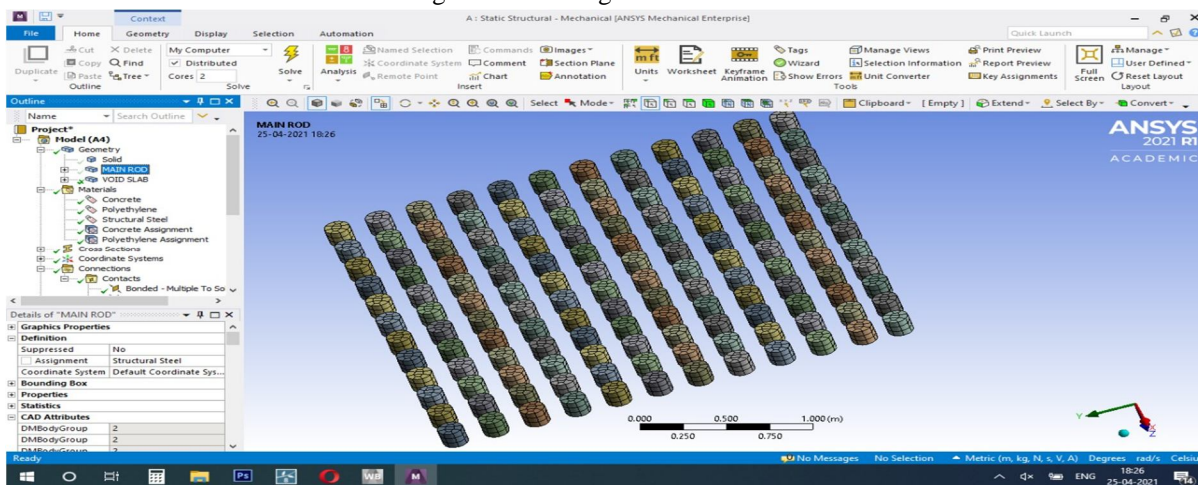 A : Static Structural - Mechanical [ANSYS Mechanical Enterprise]
Context
File Home Geometry Display Selection Automation
Quick Launch
Duplicate
Cut
Copy
Paste
Delete
Find
Tree
Outline
My Computer
Distributed
Cores 2
Solve
Solve
Analysis
Named Selection
Coordinate System
Remote Point
Commands
Comment
Chart
Images
Section Plane
Annotation
Insert
Units
Worksheet
Keyframe
Animation
Tags
Wizard
Show Errors
Manage Views
Selection Information
Unit Converter
Print Preview
Report Preview
Key Assignments
Tools
Full
Screen
Manage
User Defined
Reset Layout
Layout
Outline
Name Search Outline
Select Mode Clipboard [ Empty ] Extend Select By Convert
Project*
Model (A4)
Geometry
Solid
MAIN ROD
VOID SLAB
Materials
Concrete
Polyethylene
Structural Steel
Concrete Assignment
Polyethylene Assignment
Cross Sections
Coordinate Systems
Connections
Contacts
Bonded - Multiple To So
Details of "MAIN ROD"
Graphics Properties
Definition
Suppressed No
Assignment Structural Steel
Coordinate System Default Coordinate Sys...
Bounding Box
Properties
Statistics
CAD Attributes
DMBodyGroup 2
DMBodyGroup 2
MAIN ROD
25-04-2021 18:26
ANSYS
2021 R1
ACADEMIC
0.000 0.500 1.000 (m)
0.250 0.750
Y
X
Z
Ready No Messages No Selection Metric (m, kg, N, s, V, A) Degrees rad/s Celsiu
Ps WB M ENG
18:26
25-04-2021
14